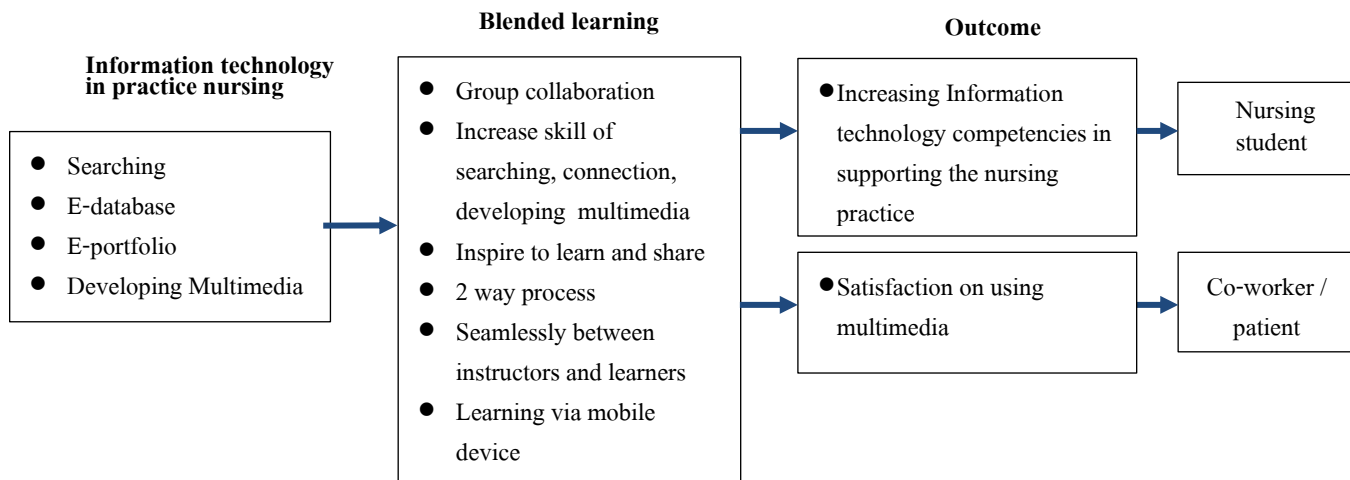 Information technology
in practice nursing
● Searching
● E-database
● E-portfolio
● Developing Multimedia
Blended learning
● Group collaboration
● Increase skill of
searching, connection,
developing multimedia
● Inspire to learn and share
● 2 way process
● Seamlessly between
instructors and learners
● Learning via mobile
device
Outcome
●Increasing Information
technology competencies in
supporting the nursing
practice
●Satisfaction on using
multimedia
Nursing
student
Co-worker /
patient